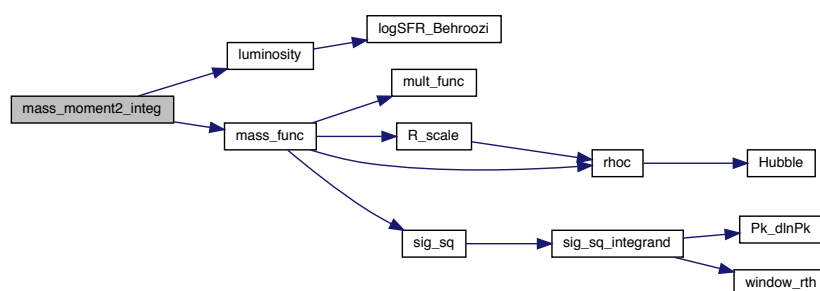 logSFR_Behroozi
luminosity
mult_func
mass_moment2_integ
mass_func
R_scale
rhoc
Hubble
Pk_dlnPk
sig_sq
sig_sq_integrand
window_rth